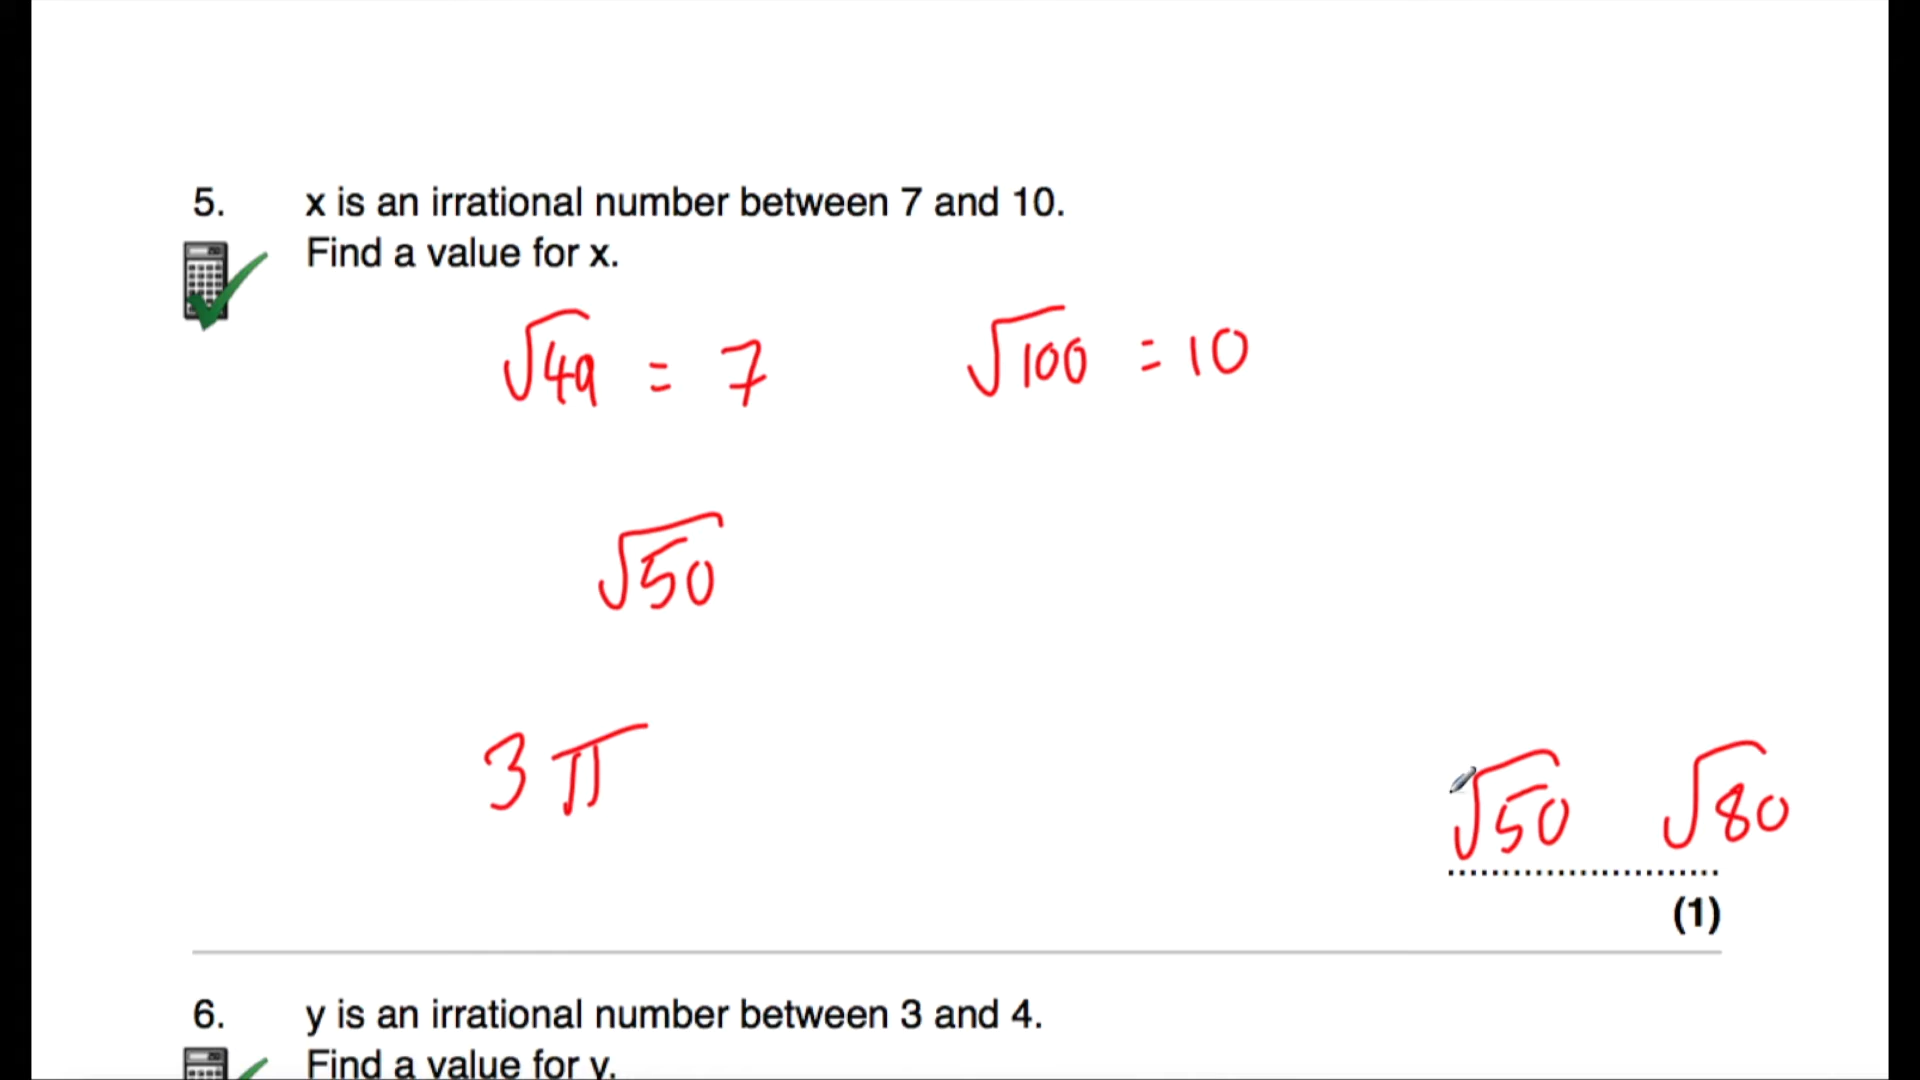 5. x is an irrational number between 7 and 10.
Find a value for x.
√49 = 7 √100 = 10
√50
3π
√50 √80
(1)
6. y is an irrational number between 3 and 4.
Find a value for y.